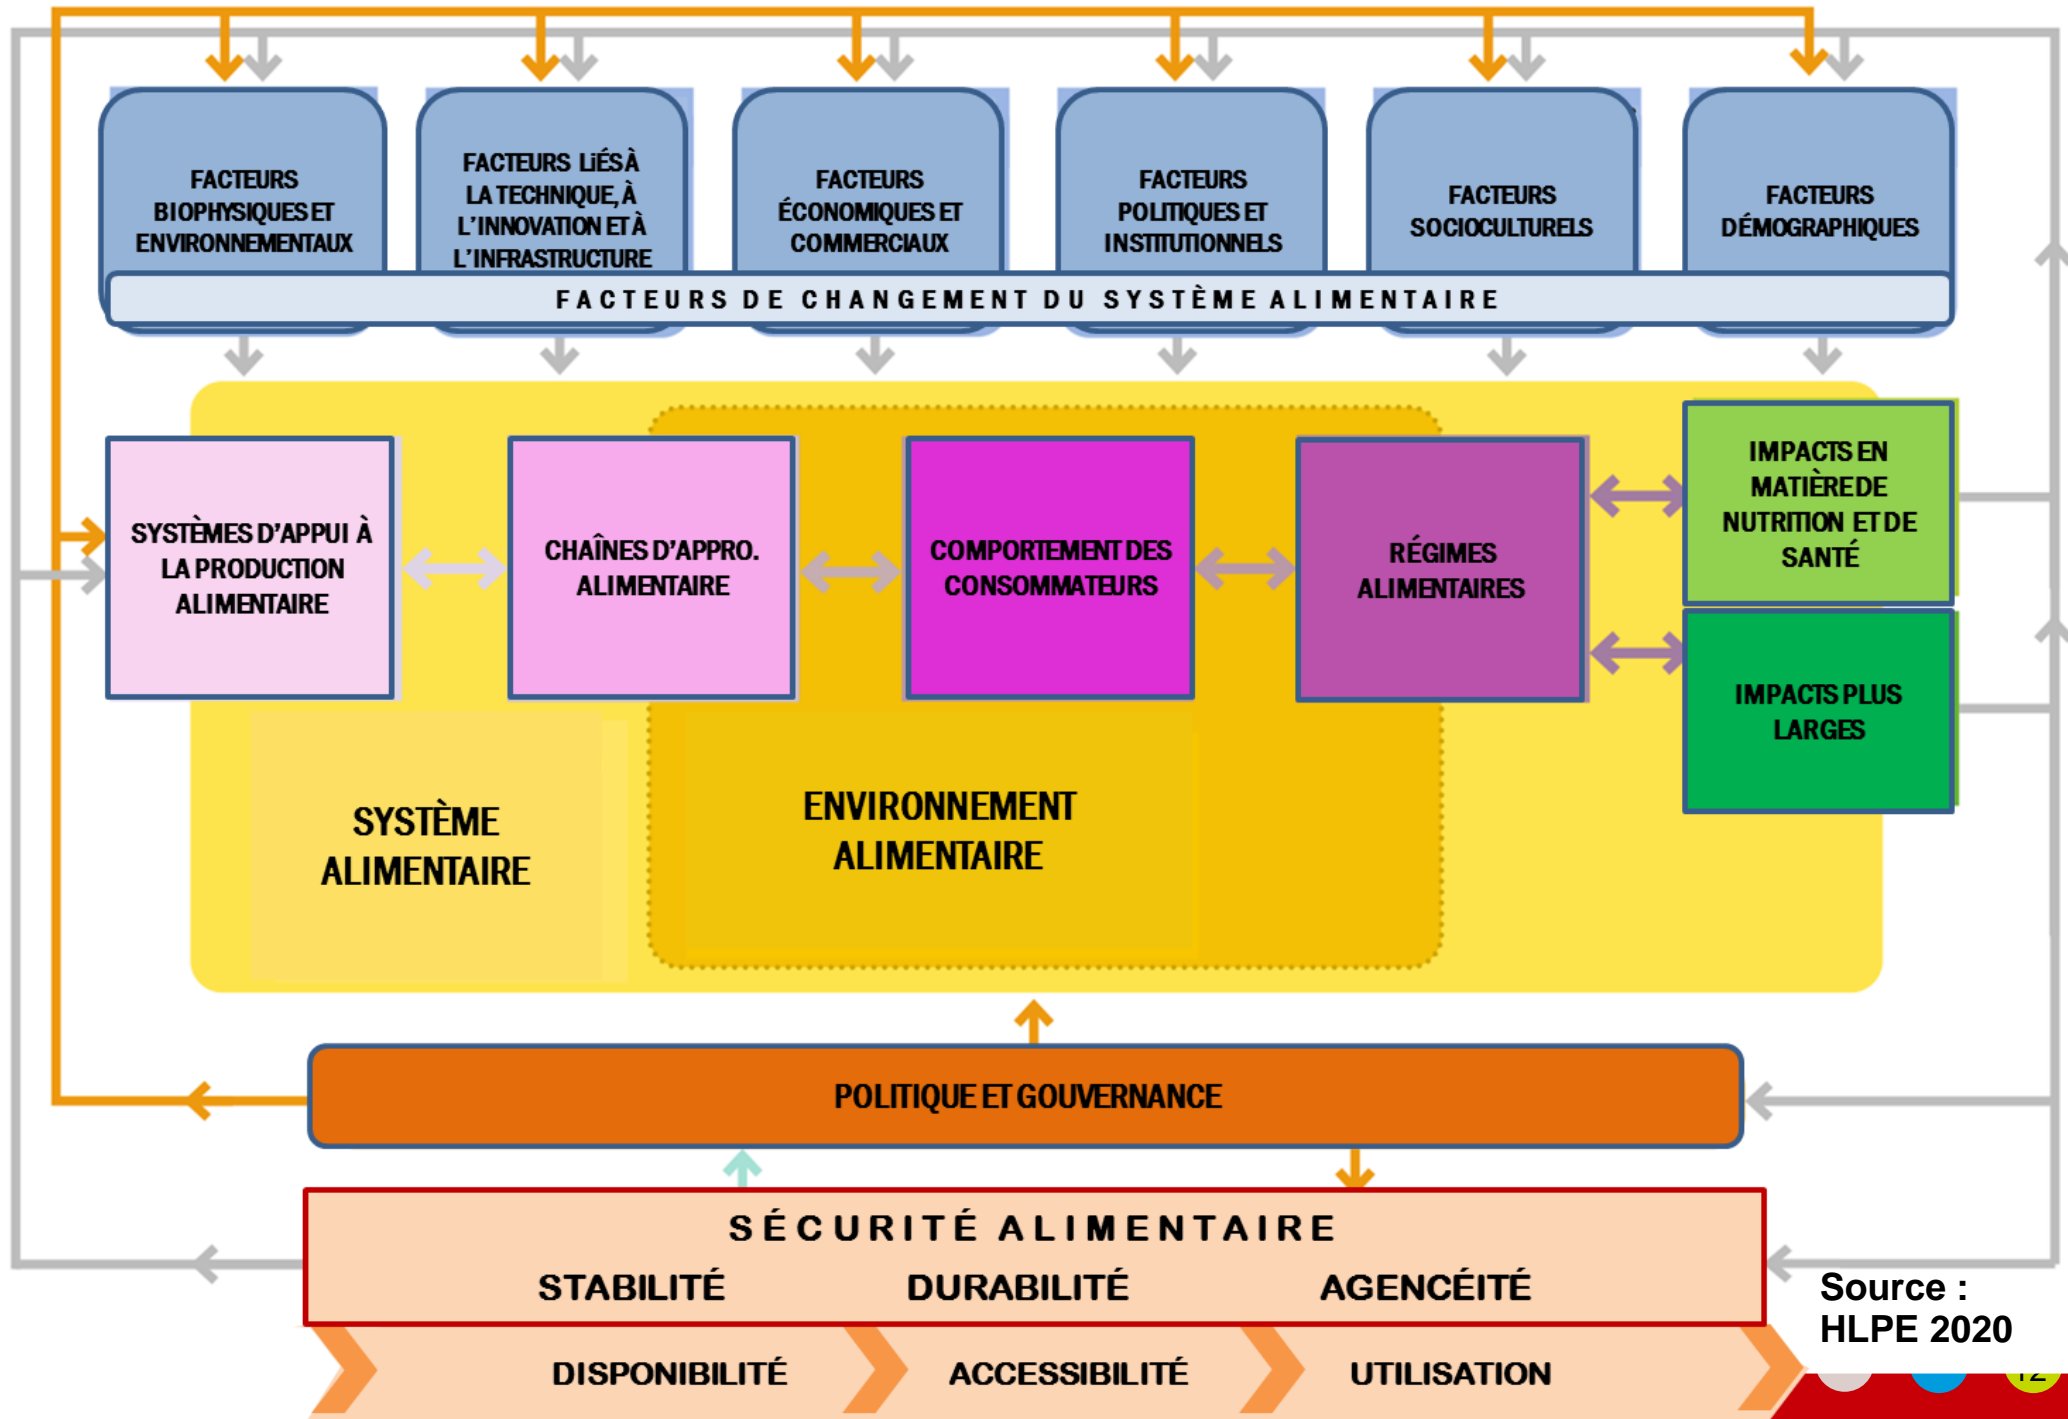 FACTEURS
BIOPHYSIQUES ET
ENVIRONNEMENTAUX
FACTEURS LiÉS À
LA TECHNIQUE, À
L'INNOVATION ET À
L'INFRASTRUCTURE
FACTEURS
ÉCONOMIQUES ET
COMMERCIAUX
FACTEURS
POLITIQUES ET
INSTITUTIONNELS
FACTEURS
SOCIOCULTURELS
FACTEURS
DÉMOGRAPHIQUES
FACTEURS DE CHANGEMENT DU SYSTÈME ALIMENTAIRE
SYSTÈMES D'APPUI À
LA PRODUCTION
ALIMENTAIRE
CHAÎNES D'APPRO.
ALIMENTAIRE
COMPORTEMENT DES
CONSOMMATEURS
RÉGIMES
ALIMENTAIRES
IMPACTS EN
MATIÈRE DE
NUTRITION ET DE
SANTÉ
IMPACTS PLUS
LARGES
SYSTÈME
ALIMENTAIRE
ENVIRONNEMENT
ALIMENTAIRE
POLITIQUE ET GOUVERNANCE
SÉCURITÉ ALIMENTAIRE
STABILITÉ DURABILITÉ AGENCÉITÉ
DISPONIBILITÉ ACCESSIBILITÉ UTILISATION
Source :
HLPE 2020
12